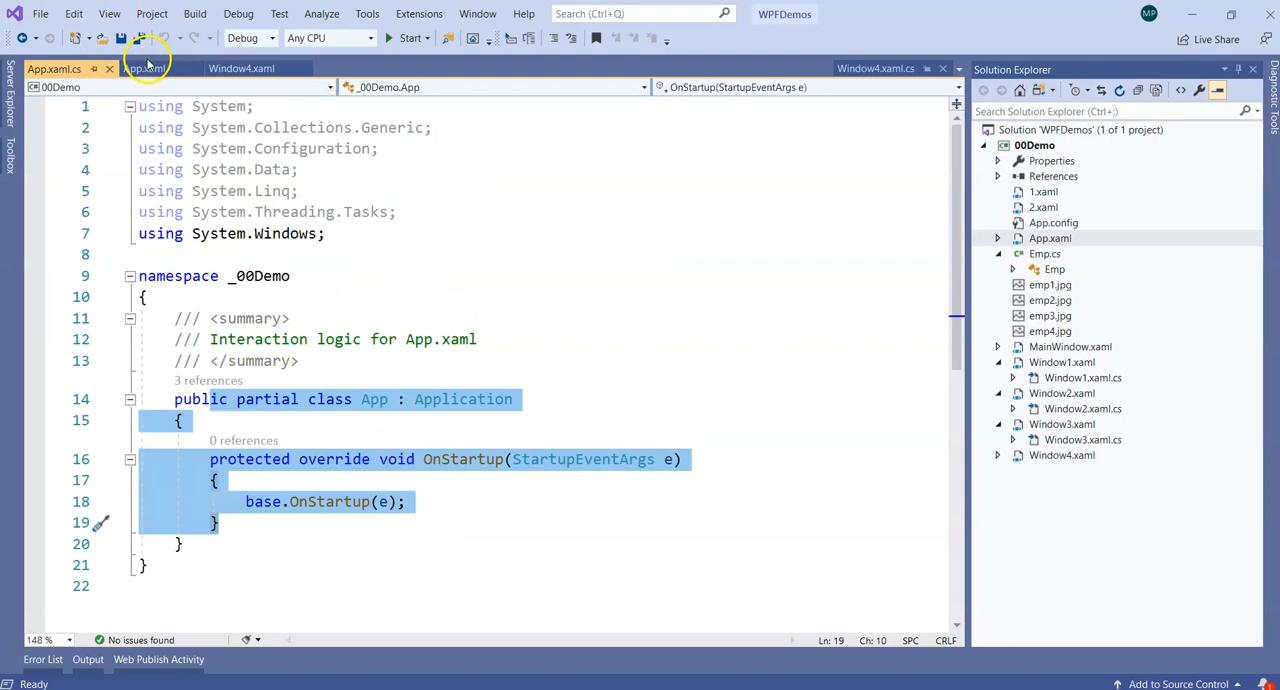 File Edit View Project Build Debug Test Analyze Tools Extensions Window Help Search (Ctrl+Q) WPFDemos MP
Debug Any CPU Start Live Share
App.xaml.cs App.xaml Window4.xaml Window4.xaml.cs
00Demo _00Demo.App OnStartup(StartupEventArgs e)
1 using System;
2 using System.Collections.Generic;
3 using System.Configuration;
4 using System.Data;
5 using System.Linq;
6 using System.Threading.Tasks;
7 using System.Windows;
8
9 namespace _00Demo
10 {
11 /// <summary>
12 /// Interaction logic for App.xaml
13 /// </summary>
3 references
14 public partial class App : Application
15 {
0 references
16 protected override void OnStartup(StartupEventArgs e)
17 {
18 base.OnStartup(e);
19 }
20 }
21 }
22
148 % No issues found Ln: 19 Ch: 10 SPC CRLF
Error List Output Web Publish Activity
Ready Add to Source Control 1
Server Explorer
Toolbox
Solution Explorer
Search Solution Explorer (Ctrl+;)
Solution 'WPFDemos' (1 of 1 project)
00Demo
Properties
References
1.xaml
2.xaml
App.config
App.xaml
Emp.cs
Emp
emp1.jpg
emp2.jpg
emp3.jpg
emp4.jpg
MainWindow.xaml
Window1.xaml
Window1.xaml.cs
Window2.xaml
Window2.xaml.cs
Window3.xaml
Window3.xaml.cs
Window4.xaml
Diagnostic Tools